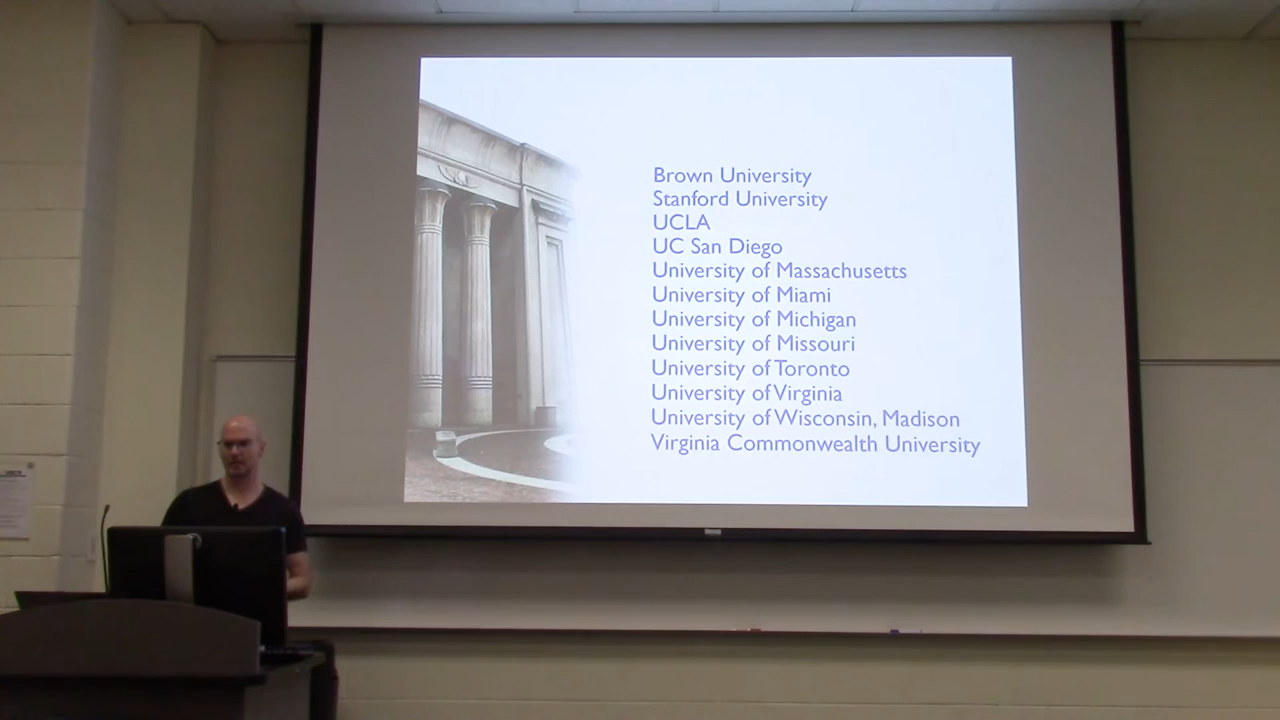 Brown University
Stanford University
UCLA
UC San Diego
University of Massachusetts
University of Miami
University of Michigan
University of Missouri
University of Toronto
University of Virginia
University of Wisconsin, Madison
Virginia Commonwealth University